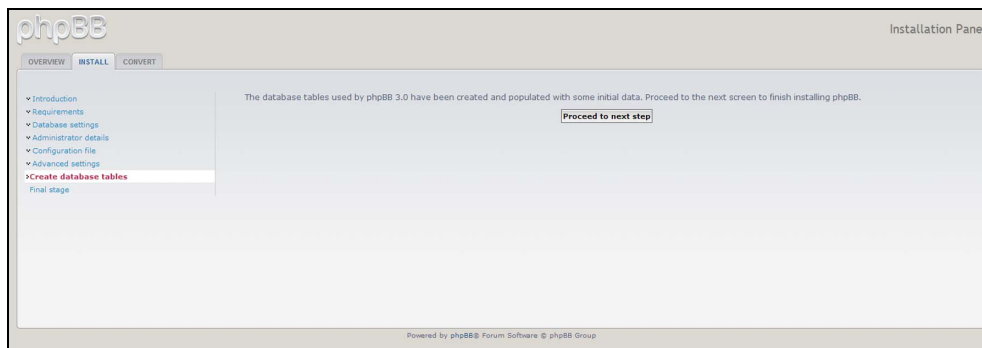 phpBB
Installation Pane
OVERVIEW INSTALL CONVERT
Introduction
Requirements
Database settings
Administrator details
Configuration file
Advanced settings
Create database tables
Final stage
The database tables used by phpBB 3.0 have been created and populated with some initial data. Proceed to the next screen to finish installing phpBB.
Proceed to next step
Powered by phpBB® Forum Software © phpBB Group